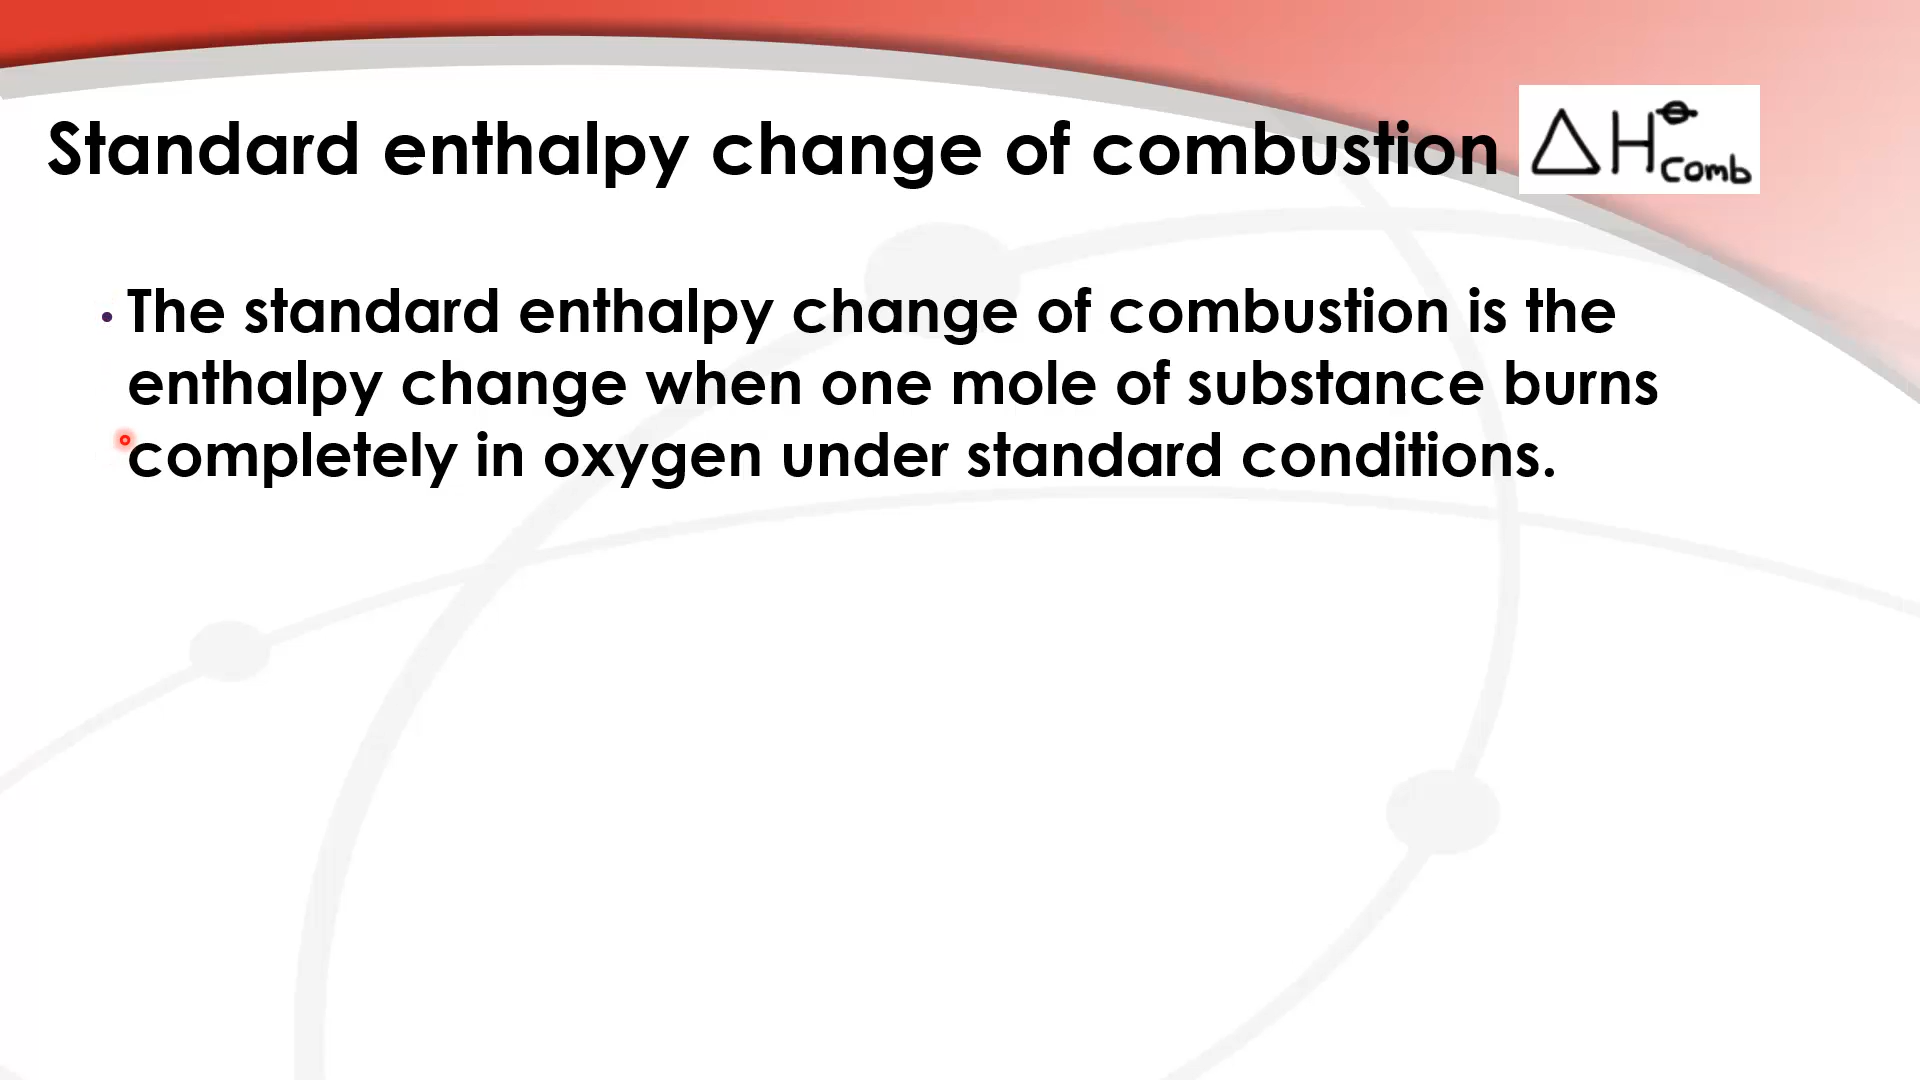 Standard enthalpy change of combustion ΔH⦵comb
• The standard enthalpy change of combustion is the
enthalpy change when one mole of substance burns
completely in oxygen under standard conditions.